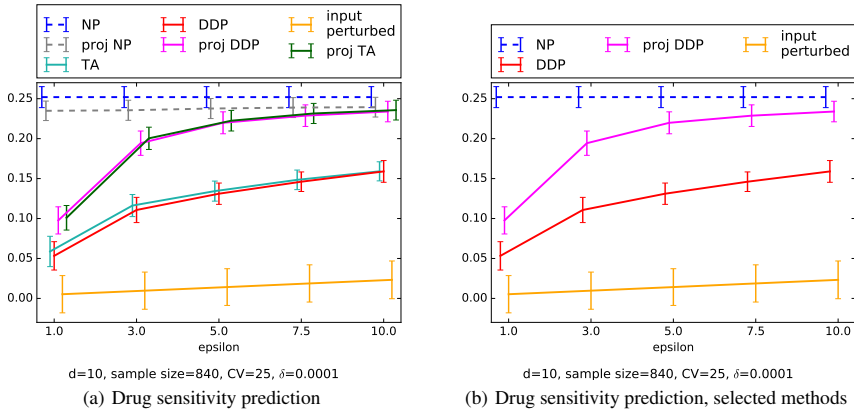 NP
proj NP
TA
DDP
proj DDP
input
perturbed
proj TA
0.25
0.20
0.15
0.10
0.05
0.00
1.0 3.0 5.0 7.5 10.0
epsilon
d=10, sample size=840, CV=25, δ=0.0001
(a) Drug sensitivity prediction
NP
DDP
proj DDP
input
perturbed
0.25
0.20
0.15
0.10
0.05
0.00
1.0 3.0 5.0 7.5 10.0
epsilon
d=10, sample size=840, CV=25, δ=0.0001
(b) Drug sensitivity prediction, selected methods